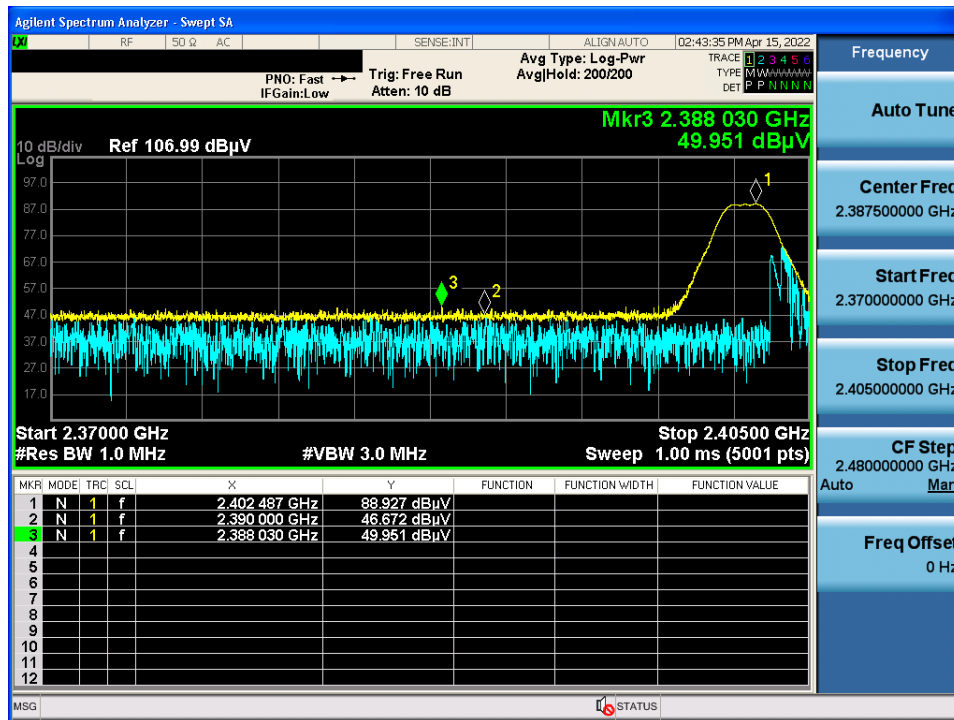 Agilent Spectrum Analyzer - Swept SA
LXI RF 50 Ω AC SENSE:INT ALIGN AUTO 02:43:35 PM Apr 15, 2022
PNO: Fast
IFGain:Low
Trig: Free Run
Atten: 10 dB
Avg Type: Log-Pwr
Avg|Hold: 200/200
TRACE 1 2 3 4 5 6
TYPE M W W W W W
DET P P N N N N
Mkr3 2.388 030 GHz
49.951 dBµV
10 dB/div Ref 106.99 dBµV
Log
97.0
87.0
77.0
67.0
57.0
47.0
37.0
27.0
17.0
1
2
3
Start 2.37000 GHz Stop 2.40500 GHz
#Res BW 1.0 MHz #VBW 3.0 MHz Sweep 1.00 ms (5001 pts)
MKR MODE TRC SCL X Y FUNCTION FUNCTION WIDTH FUNCTION VALUE
1 N 1 f 2.402 487 GHz 88.927 dBµV
2 N 1 f 2.390 000 GHz 46.672 dBµV
3 N 1 f 2.388 030 GHz 49.951 dBµV
4
5
6
7
8
9
10
11
12
MSG STATUS
Frequency
Auto Tune
Center Freq
2.387500000 GHz
Start Freq
2.370000000 GHz
Stop Freq
2.405000000 GHz
CF Step
2.480000000 GHz
Auto Man
Freq Offset
0 Hz